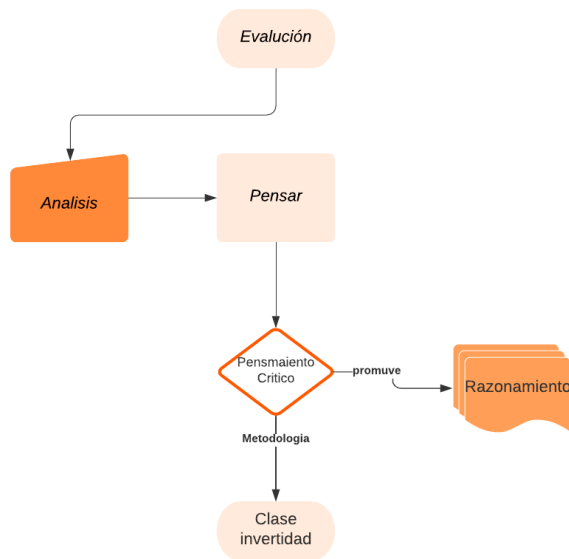 Evalución
Analisis
Pensar
Pensmaiento
Critico
promuve
Razonamiento
Metodologia
Clase
invertidad